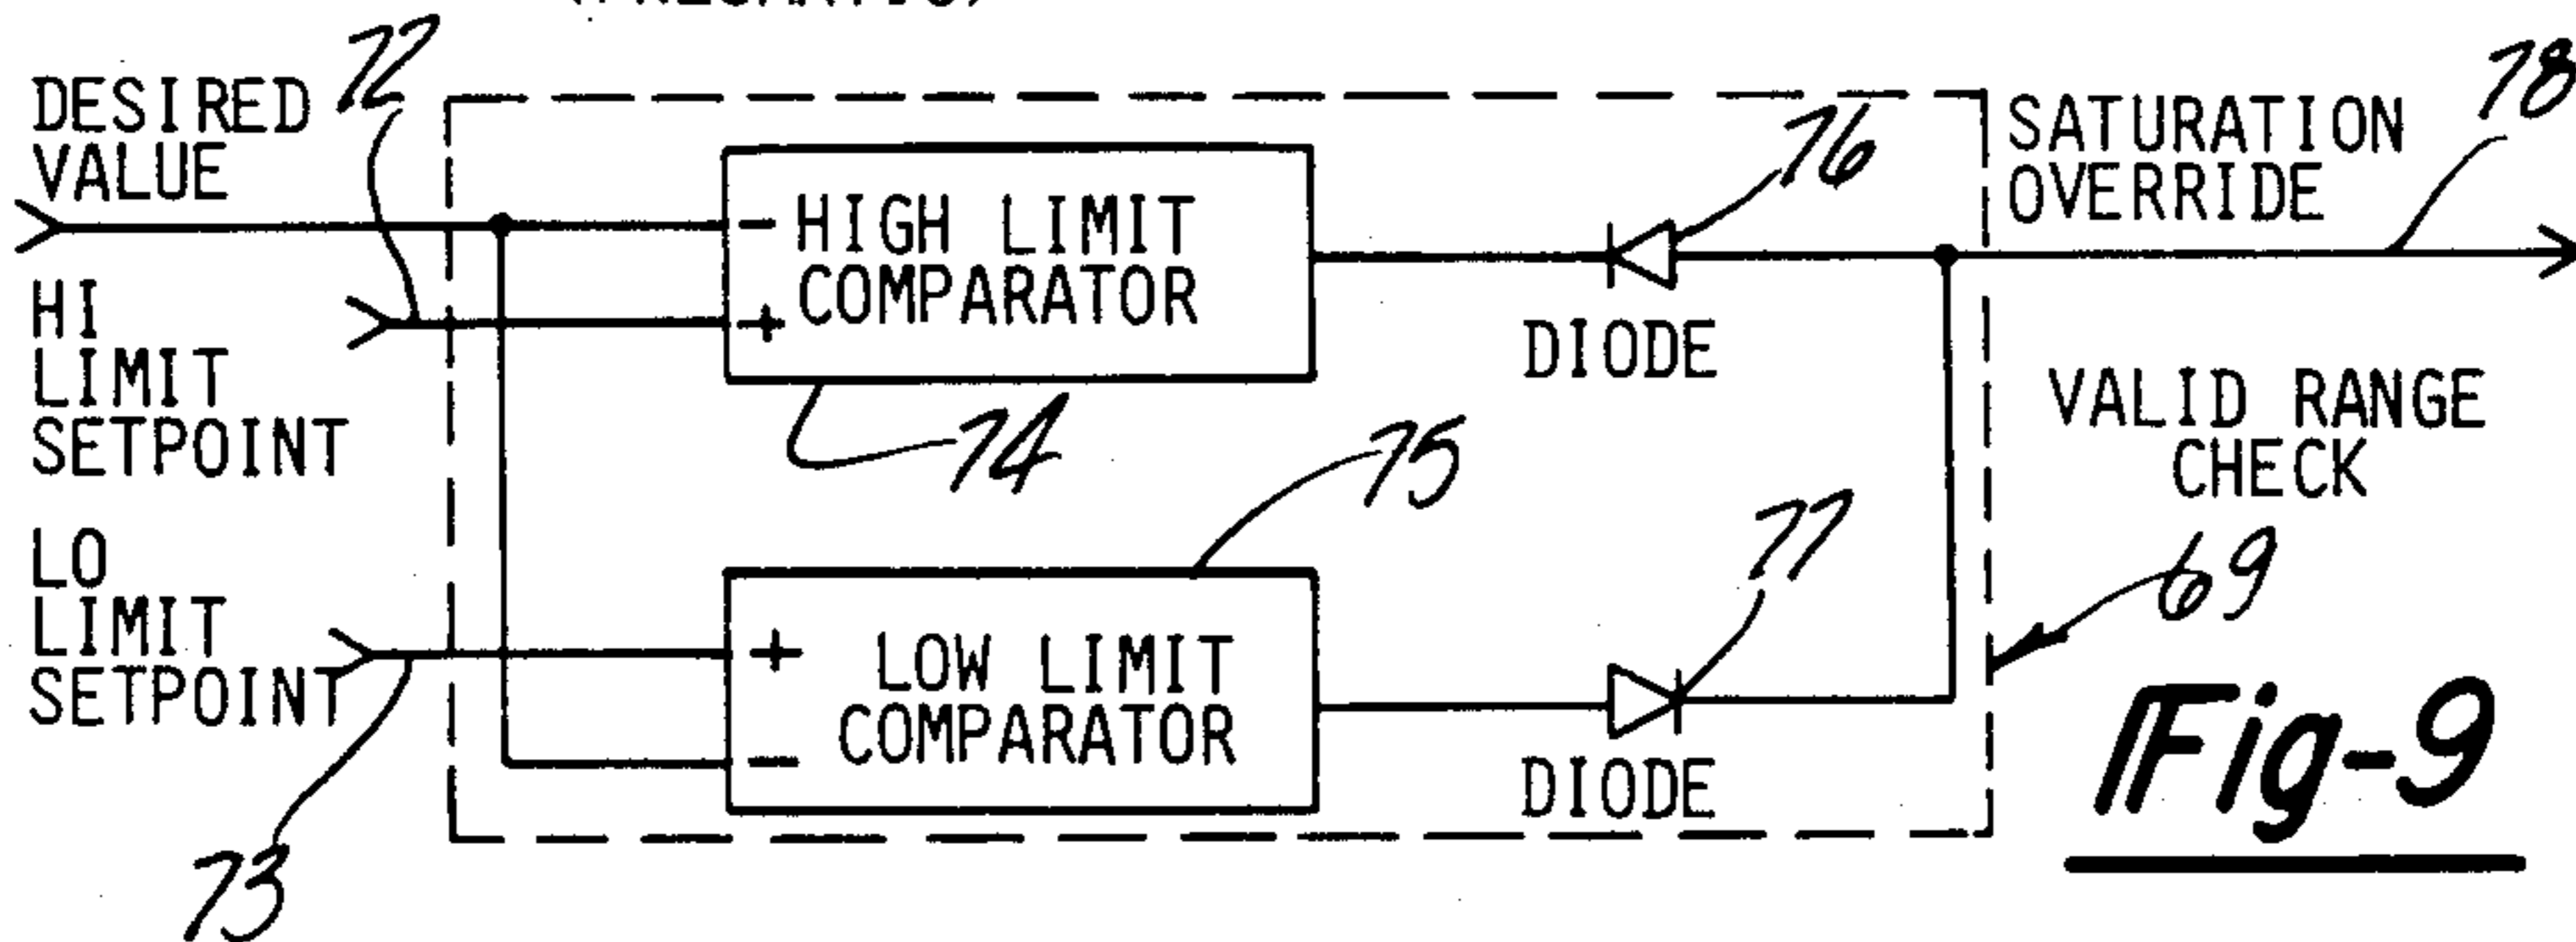 DESIRED
VALUE
72
HI
LIMIT
SETPOINT
LO
LIMIT
SETPOINT
73
-
HIGH LIMIT
COMPARATOR
+
74
75
+
LOW LIMIT
COMPARATOR
-
76
DIODE
77
DIODE
SATURATION
OVERRIDE
78
VALID RANGE
CHECK
69
Fig-9